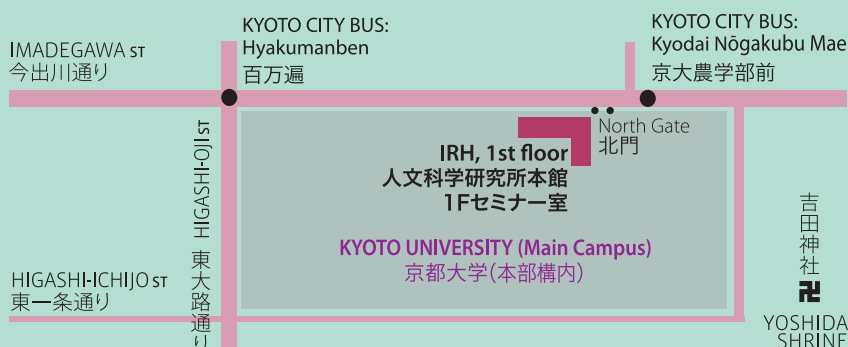 IMADEGAWA ST
今出川通り
KYOTO CITY BUS:
Hyakumanben
百万遍
KYOTO CITY BUS:
Kyodai Nōgakubu Mae
京大農学部前
North Gate
北門
IRH, 1st floor
人文科学研究所本館
1Fセミナー室
HIGASHI-OJI ST
東大路通り
KYOTO UNIVERSITY (Main Campus)
京都大学(本部構内)
HIGASHI-ICHIJO ST
東一条通り
吉田神社
卍
YOSHIDA
SHRINE